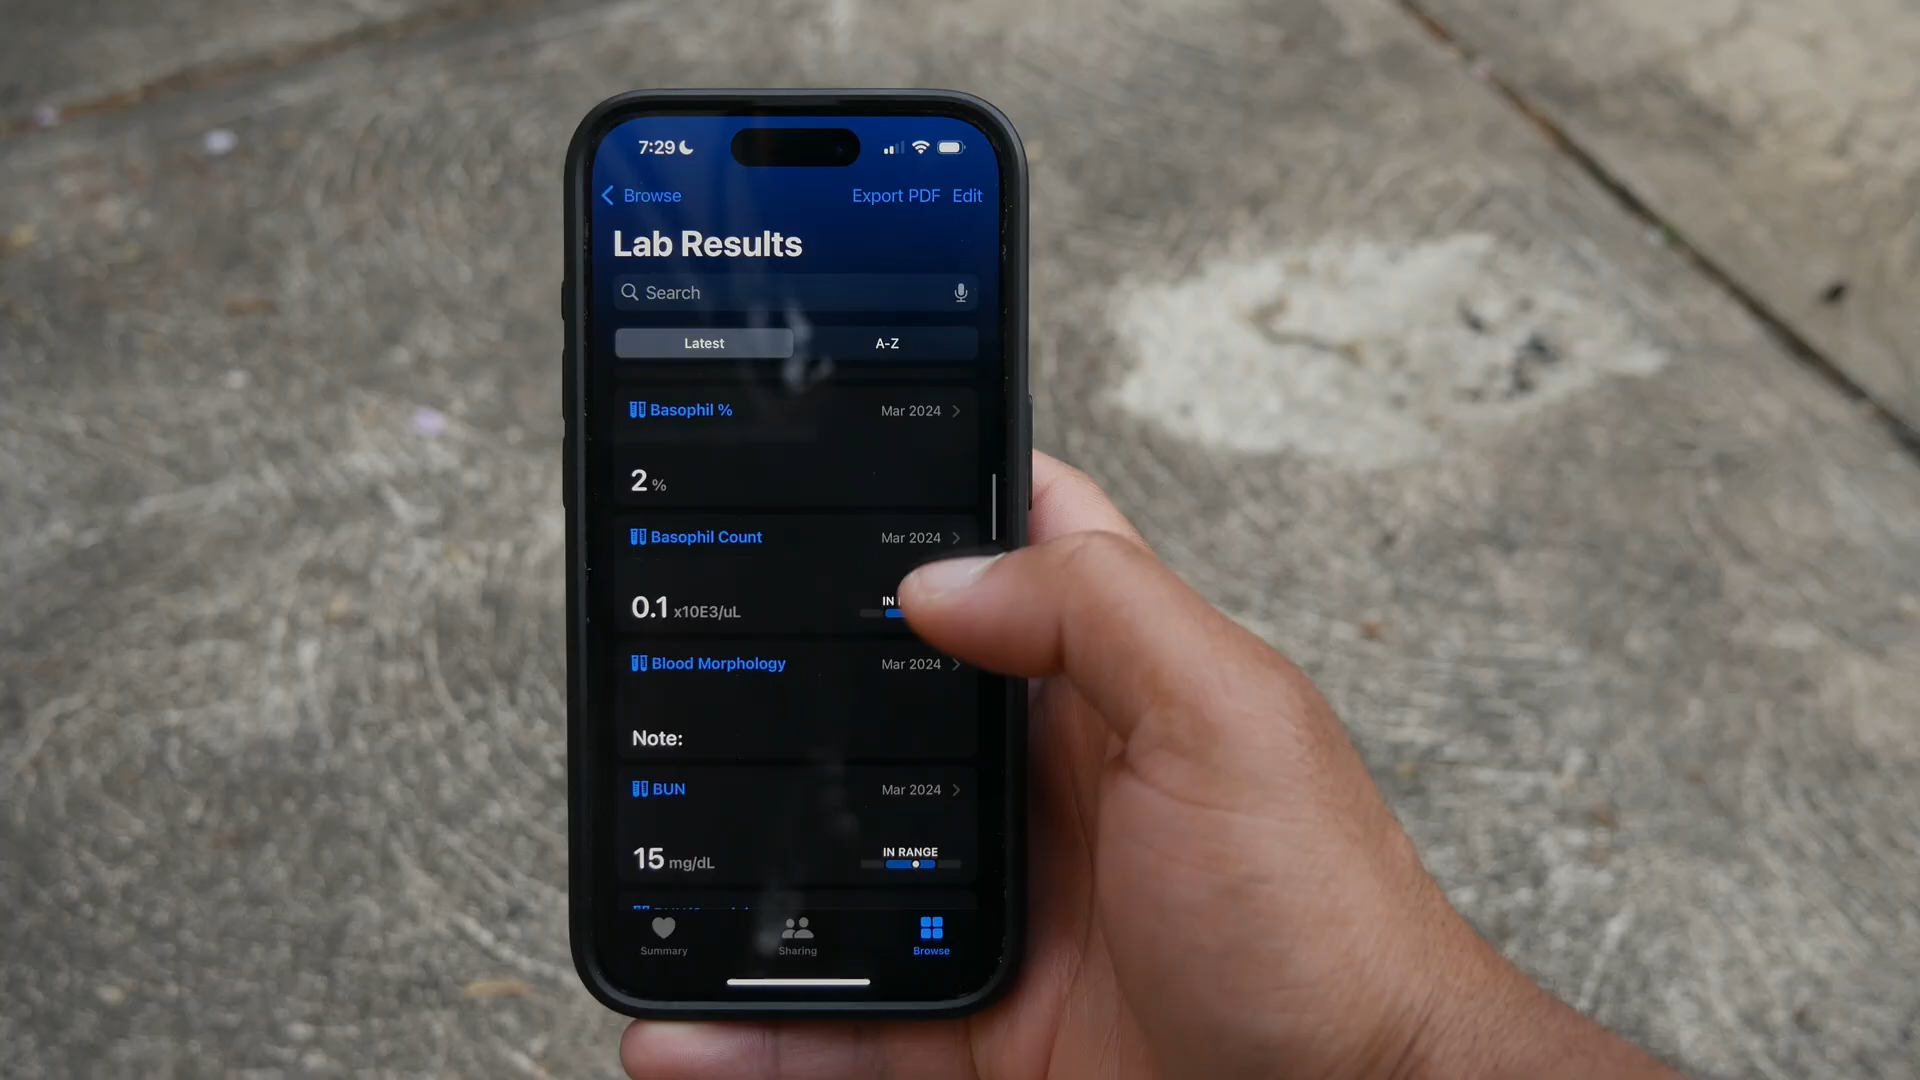 7:29
Browse Export PDF Edit
Lab Results
Search
Latest A-Z
Basophil % Mar 2024
2 %
Basophil Count Mar 2024
IN
0.1 x10E3/uL
Blood Morphology Mar 2024
Note:
BUN Mar 2024
IN RANGE
15 mg/dL
Summary Sharing Browse